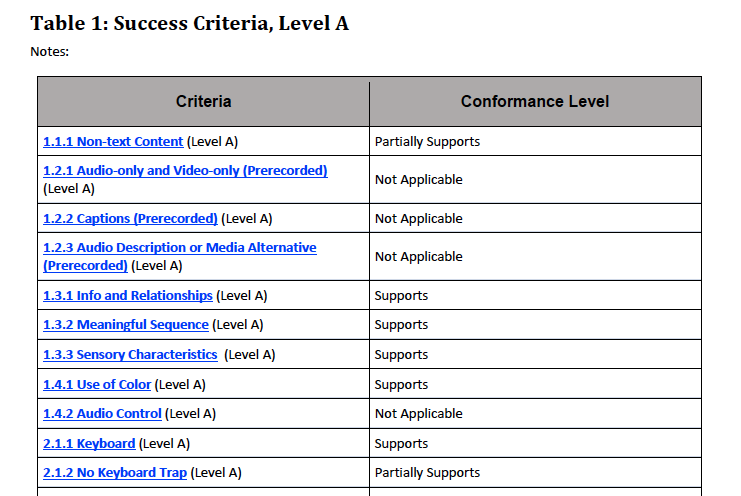 Table 1: Success Criteria, Level A
Notes:
Criteria
Conformance Level
1.1.1 Non-text Content (Level A)
Partially Supports
1.2.1 Audio-only and Video-only (Prerecorded)
(Level A)
Not Applicable
1.2.2 Captions (Prerecorded) (Level A)
Not Applicable
1.2.3 Audio Description or Media Alternative
(Prerecorded) (Level A)
Not Applicable
1.3.1 Info and Relationships (Level A)
Supports
1.3.2 Meaningful Sequence (Level A)
Supports
1.3.3 Sensory Characteristics (Level A)
Supports
1.4.1 Use of Color (Level A)
Supports
1.4.2 Audio Control (Level A)
Not Applicable
2.1.1 Keyboard (Level A)
Supports
2.1.2 No Keyboard Trap (Level A)
Partially Supports